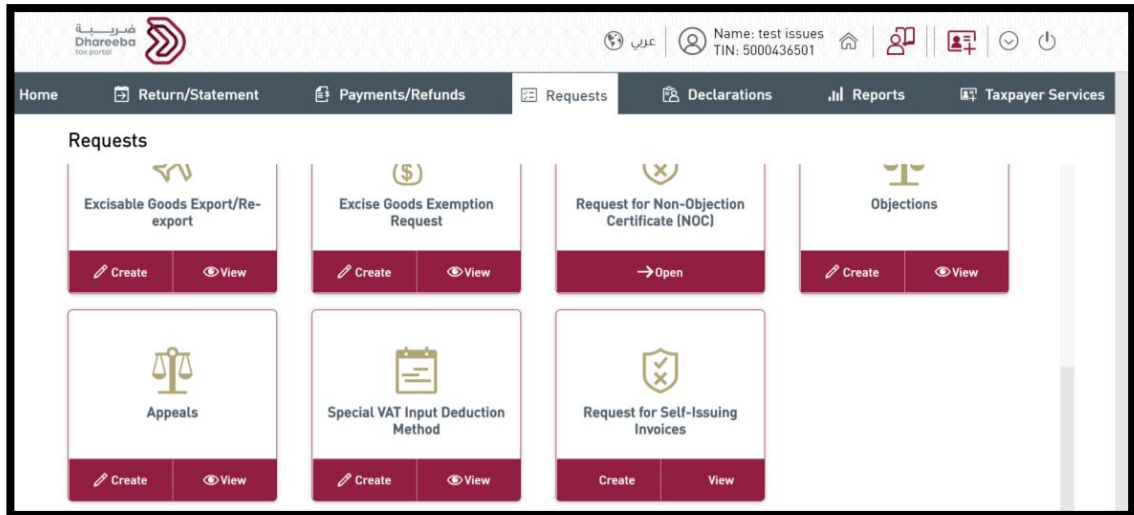 ضريبة
Dhareeba
tax portal
عربي
Name: test issues
TIN: 5000436501
Home
Return/Statement
Payments/Refunds
Requests
Declarations
Reports
Taxpayer Services
Requests
Excisable Goods Export/Re-
export
Create
View
Excise Goods Exemption
Request
Create
View
Request for Non-Objection
Certificate (NOC)
Open
Objections
Create
View
Appeals
Create
View
Special VAT Input Deduction
Method
Create
View
Request for Self-Issuing
Invoices
Create
View